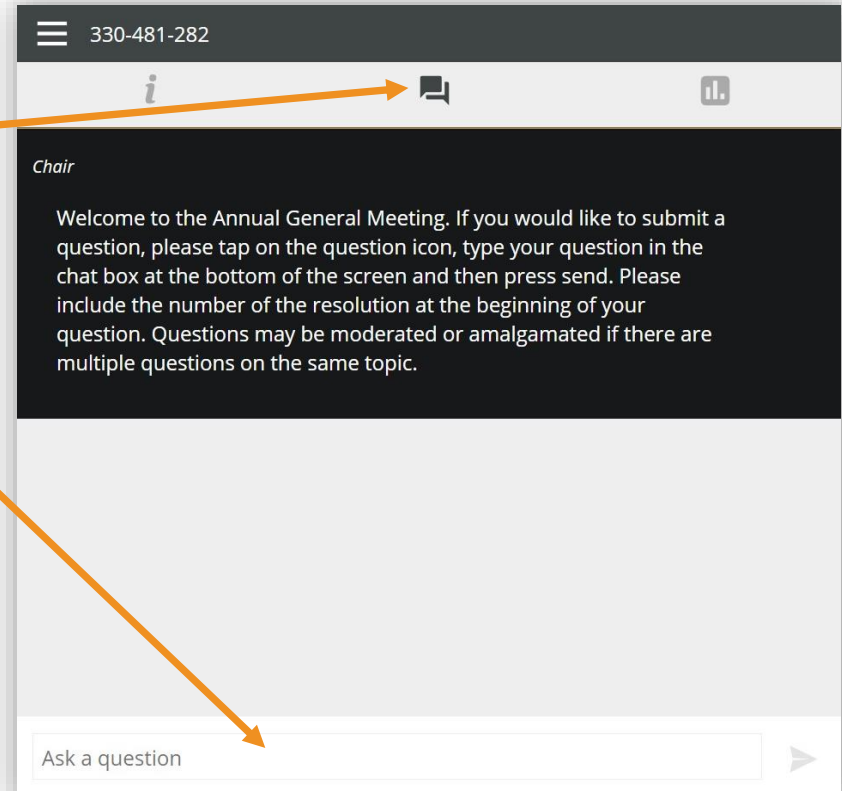 330-481-282
Chair
Welcome to the Annual General Meeting. If you would like to submit a
question, please tap on the question icon, type your question in the
chat box at the bottom of the screen and then press send. Please
include the number of the resolution at the beginning of your
question. Questions may be moderated or amalgamated if there are
multiple questions on the same topic.
Ask a question